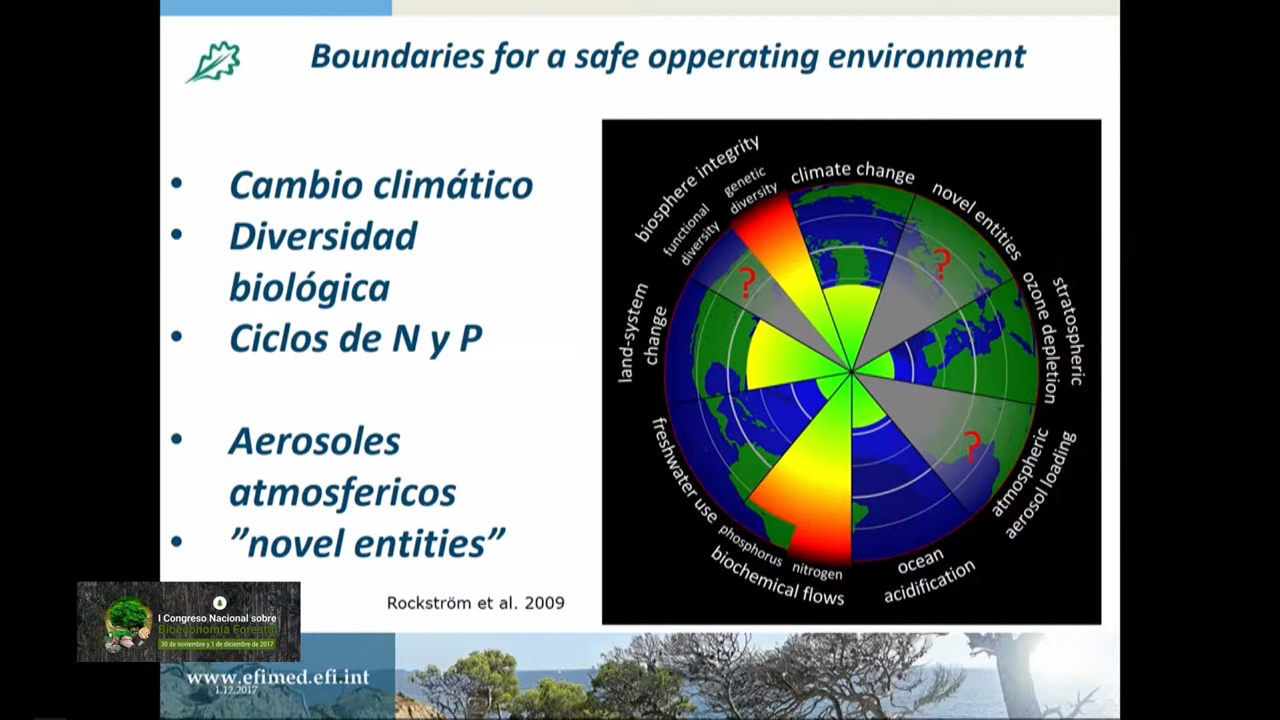 Boundaries for a safe opperating environment
• Cambio climático
• Diversidad
biológica
• Ciclos de N y P
• Aerosoles
atmosfericos
• ”novel entities”
Rockström et al. 2009
biosphere integrity
functional
diversity
genetic
diversity
climate change
novel entities
stratospheric
ozone depletion
atmospheric
aerosol loading
ocean
acidification
biochemical flows
phosphorus
nitrogen
freshwater use
land-system
change
?
?
?
I Congreso Nacional sobre
Bioeconomía Forestal
30 de noviembre y 1 de diciembre de 2017
www.efimed.efi.int
1.12.2017